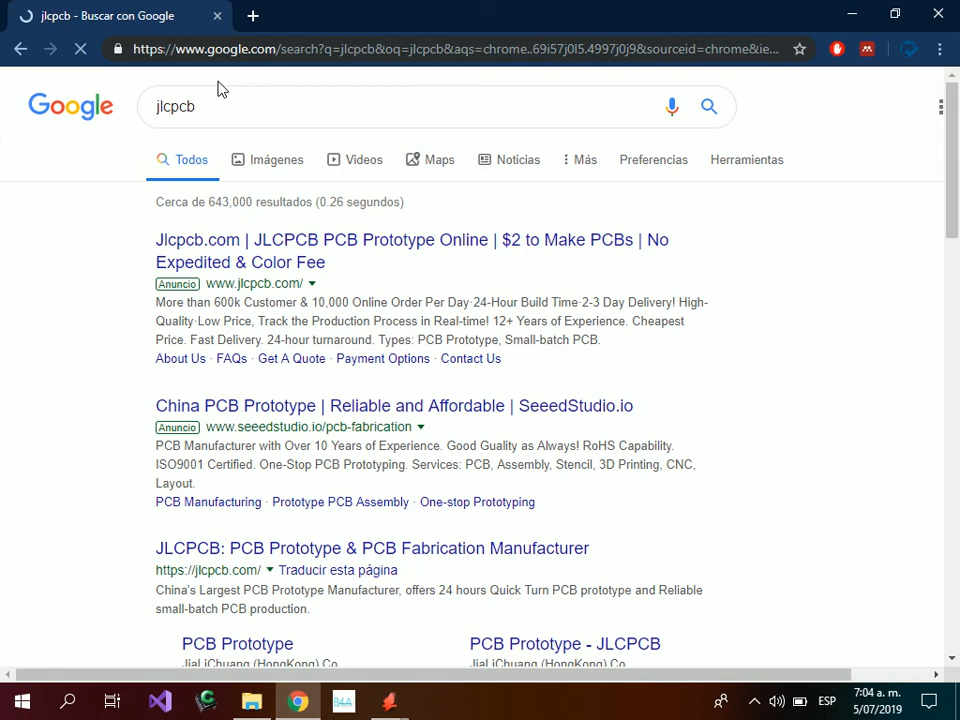 jlcpcb - Buscar con Google
https://www.google.com/search?q=jlcpcb&oq=jlcpcb&aqs=chrome..69i57j0l5.4997j0j9&sourceid=chrome&ie...
Google
jlcpcb
Todos Imágenes Videos Maps Noticias Más Preferencias Herramientas
Cerca de 643,000 resultados (0.26 segundos)
Jlcpcb.com | JLCPCB PCB Prototype Online | $2 to Make PCBs | No
Expedited & Color Fee
Anuncio www.jlcpcb.com/
More than 600k Customer & 10,000 Online Order Per Day·24-Hour Build Time·2-3 Day Delivery! High-
Quality·Low Price, Track the Production Process in Real-time! 12+ Years of Experience. Cheapest
Price. Fast Delivery. 24-hour turnaround. Types: PCB Prototype, Small-batch PCB.
About Us · FAQs · Get A Quote · Payment Options · Contact Us
China PCB Prototype | Reliable and Affordable | SeeedStudio.io
Anuncio www.seeedstudio.io/pcb-fabrication
PCB Manufacturer with Over 10 Years of Experience. Good Guality as Always! RoHS Capability.
ISO9001 Certified. One-Stop PCB Prototyping. Services: PCB, Assembly, Stencil, 3D Printing, CNC,
Layout.
PCB Manufacturing · Prototype PCB Assembly · One-stop Prototyping
JLCPCB: PCB Prototype & PCB Fabrication Manufacturer
https://jlcpcb.com/ Traducir esta página
China's Largest PCB Prototype Manufacturer, offers 24 hours Quick Turn PCB prototype and Reliable
small-batch PCB production.
PCB Prototype PCB Prototype - JLCPCB
JiaLiChuang (HongKong) Co. JiaLiChuang (HongKong) Co.
B4A ESP 7:04 a. m.
5/07/2019